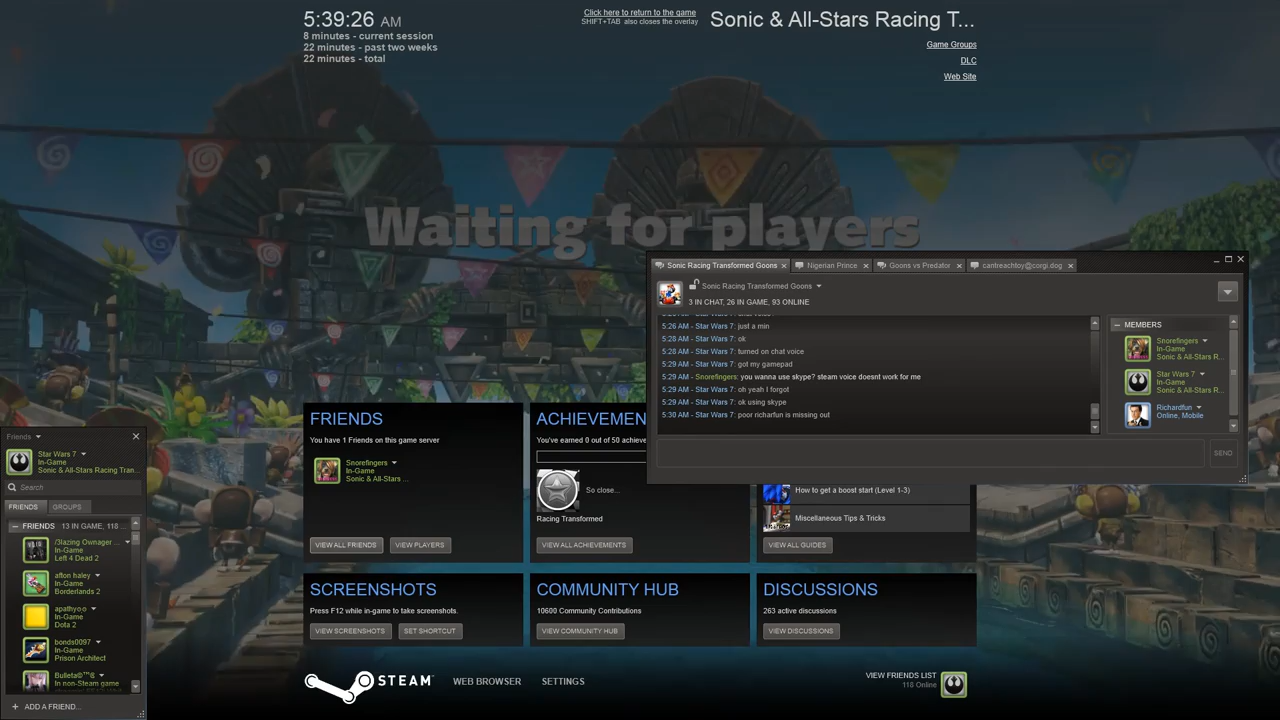 5:39:26 AM
8 minutes - current session
22 minutes - past two weeks
22 minutes - total
Click here to return to the game
SHIFT+TAB also closes the overlay
Sonic & All-Stars Racing T...
Game Groups
DLC
Web Site
Waiting for players
Sonic Racing Transformed Goons
Nigerian Prince
Goons vs Predator
cantreachtoy@corgi.dog
Sonic Racing Transformed Goons
3 IN CHAT, 26 IN GAME, 93 ONLINE
5:26 AM - Star Wars 7: just a min
5:28 AM - Star Wars 7: ok
5:28 AM - Star Wars 7: turned on chat voice
5:29 AM - Star Wars 7: got my gamepad
5:29 AM - Snorefingers: you wanna use skype? steam voice doesnt work for me
5:29 AM - Star Wars 7: oh yeah I forgot
5:29 AM - Star Wars 7: ok using skype
5:30 AM - Star Wars 7: poor richarfun is missing out
MEMBERS
Snorefingers
In-Game
Sonic & All-Stars R...
Star Wars 7
In-Game
Sonic & All-Stars R...
Richardfun
Online, Mobile
SEND
FRIENDS
You have 1 Friends on this game server
Snorefingers
In-Game
Sonic & All-Stars ...
VIEW ALL FRIENDS
VIEW PLAYERS
ACHIEVEMEN
You've earned 0 out of 50 achieve
So close...
Racing Transformed
VIEW ALL ACHIEVEMENTS
How to get a boost start (Level 1-3)
Miscellaneous Tips & Tricks
VIEW ALL GUIDES
SCREENSHOTS
Press F12 while in-game to take screenshots.
VIEW SCREENSHOTS
SET SHORTCUT
COMMUNITY HUB
10600 Community Contributions
VIEW COMMUNITY HUB
DISCUSSIONS
263 active discussions
VIEW DISCUSSIONS
Friends
Star Wars 7
In-Game
Sonic & All-Stars Racing Tran...
Search
FRIENDS
GROUPS
FRIENDS 13 IN GAME, 118 ...
/3lazing Ownager ...
In-Game
Left 4 Dead 2
afton haley
In-Game
Borderlands 2
apathyoo
In-Game
Dota 2
bonds0097
In-Game
Prison Architect
Bulleta©™®
In non-Steam game
ADD A FRIEND...
STEAM
WEB BROWSER
SETTINGS
VIEW FRIENDS LIST
118 Online